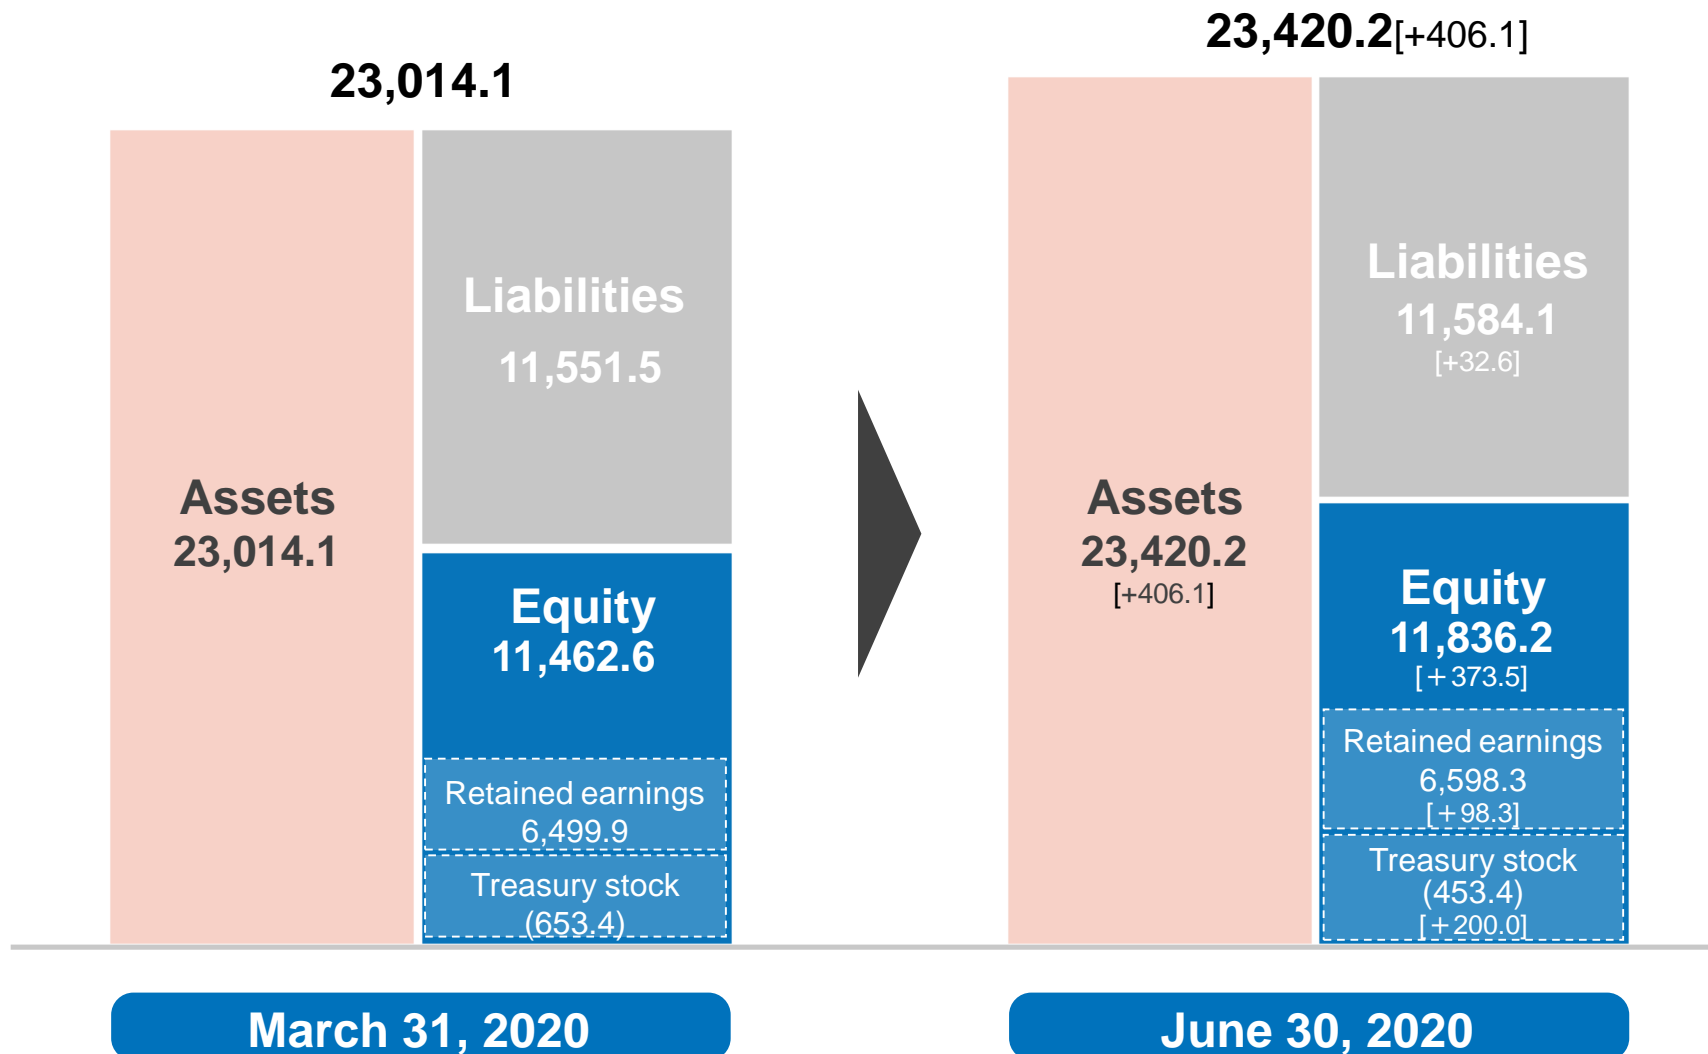 23,014.1
Assets
23,014.1
Liabilities
11,551.5
Equity
11,462.6
Retained earnings
6,499.9
Treasury stock
(653.4)
March 31, 2020
23,420.2[+406.1]
Assets
23,420.2
[+406.1]
Liabilities
11,584.1
[+32.6]
Equity
11,836.2
[+373.5]
Retained earnings
6,598.3
[+98.3]
Treasury stock
(453.4)
[+200.0]
June 30, 2020